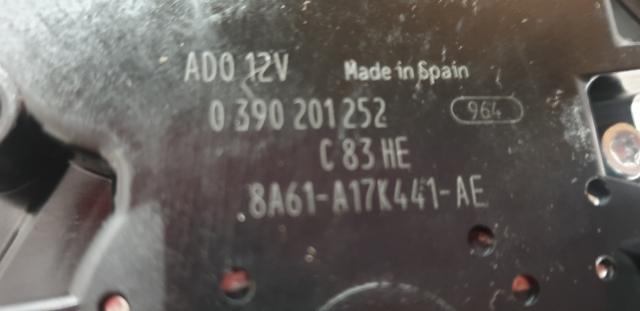 ADO 12V Made in Spain
0 390 201 252 964
C 83 HE
8A61-A17K441-AE